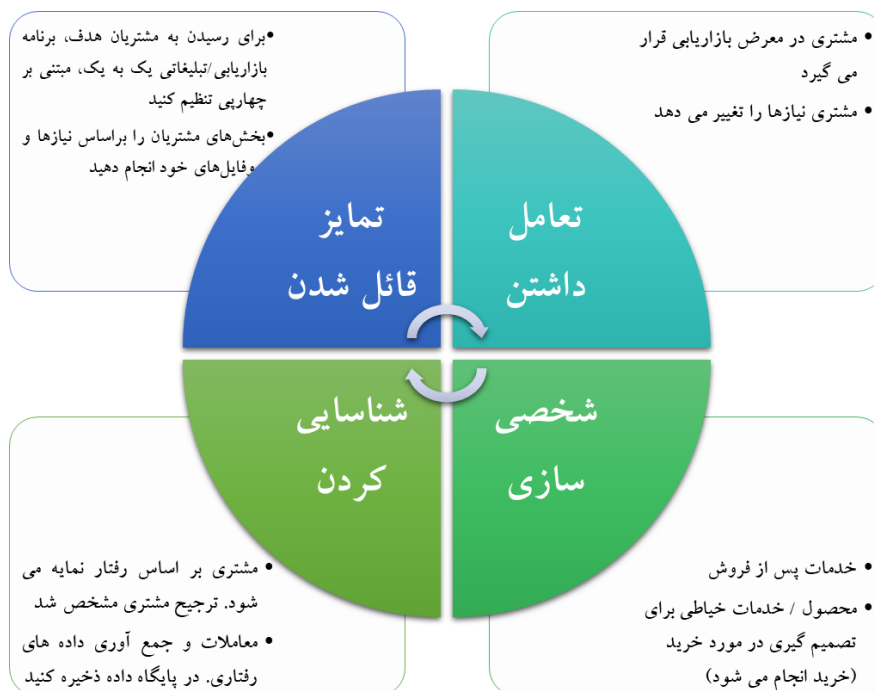 •مشتری در معرض بازاریابی قرار
می گیرد
•مشتری نیازها را تغییر می دهد
•برای رسیدن به مشتریان هدف، برنامه
بازاریابی/تبلیغاتی یک به یک، مبتنی بر
چهارپی تنظیم کنید
•بخش‌های مشتریان را براساس نیازها و
خود انجام دهید
تعامل
داشتن
تمایز
قائل شدن
شخصی
سازی
شناسایی
کردن
•خدمات پس از فروش
•محصول / خدمات خیاطی برای
تصمیم گیری در مورد خرید
(خرید انجام می شود)
•مشتری بر اساس رفتار نمایه می
شود. ترجیح مشتری مشخص شد
•معاملات و جمع آوری داده های
رفتاری. در پایگاه داده ذخیره کنید